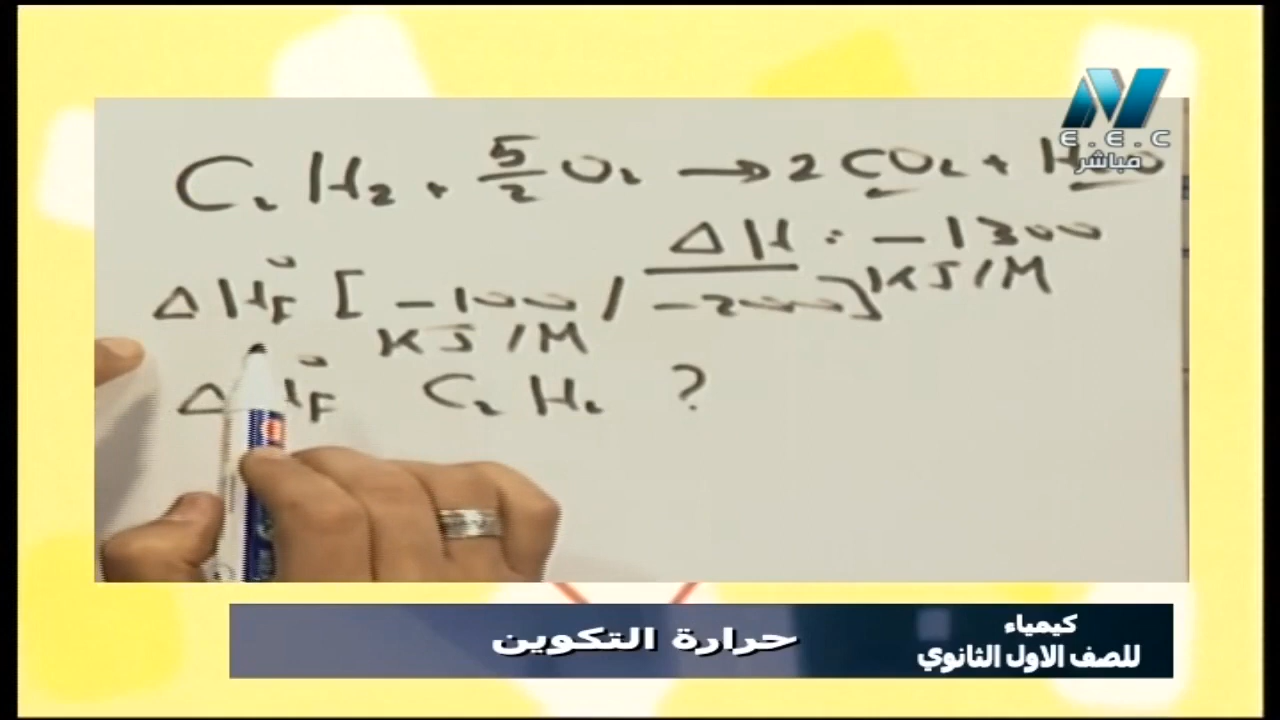 E.E.C
مباشر
C₂H₂ + 5/2 O₂ → 2CO₂ + H₂O
ΔH = -1300
KJ/M
ΔH°F [-100 / -200]
KJ/M
ΔH°F C₂H₂ ?
كيمياء
للصف الاول الثانوي
حرارة التكوين